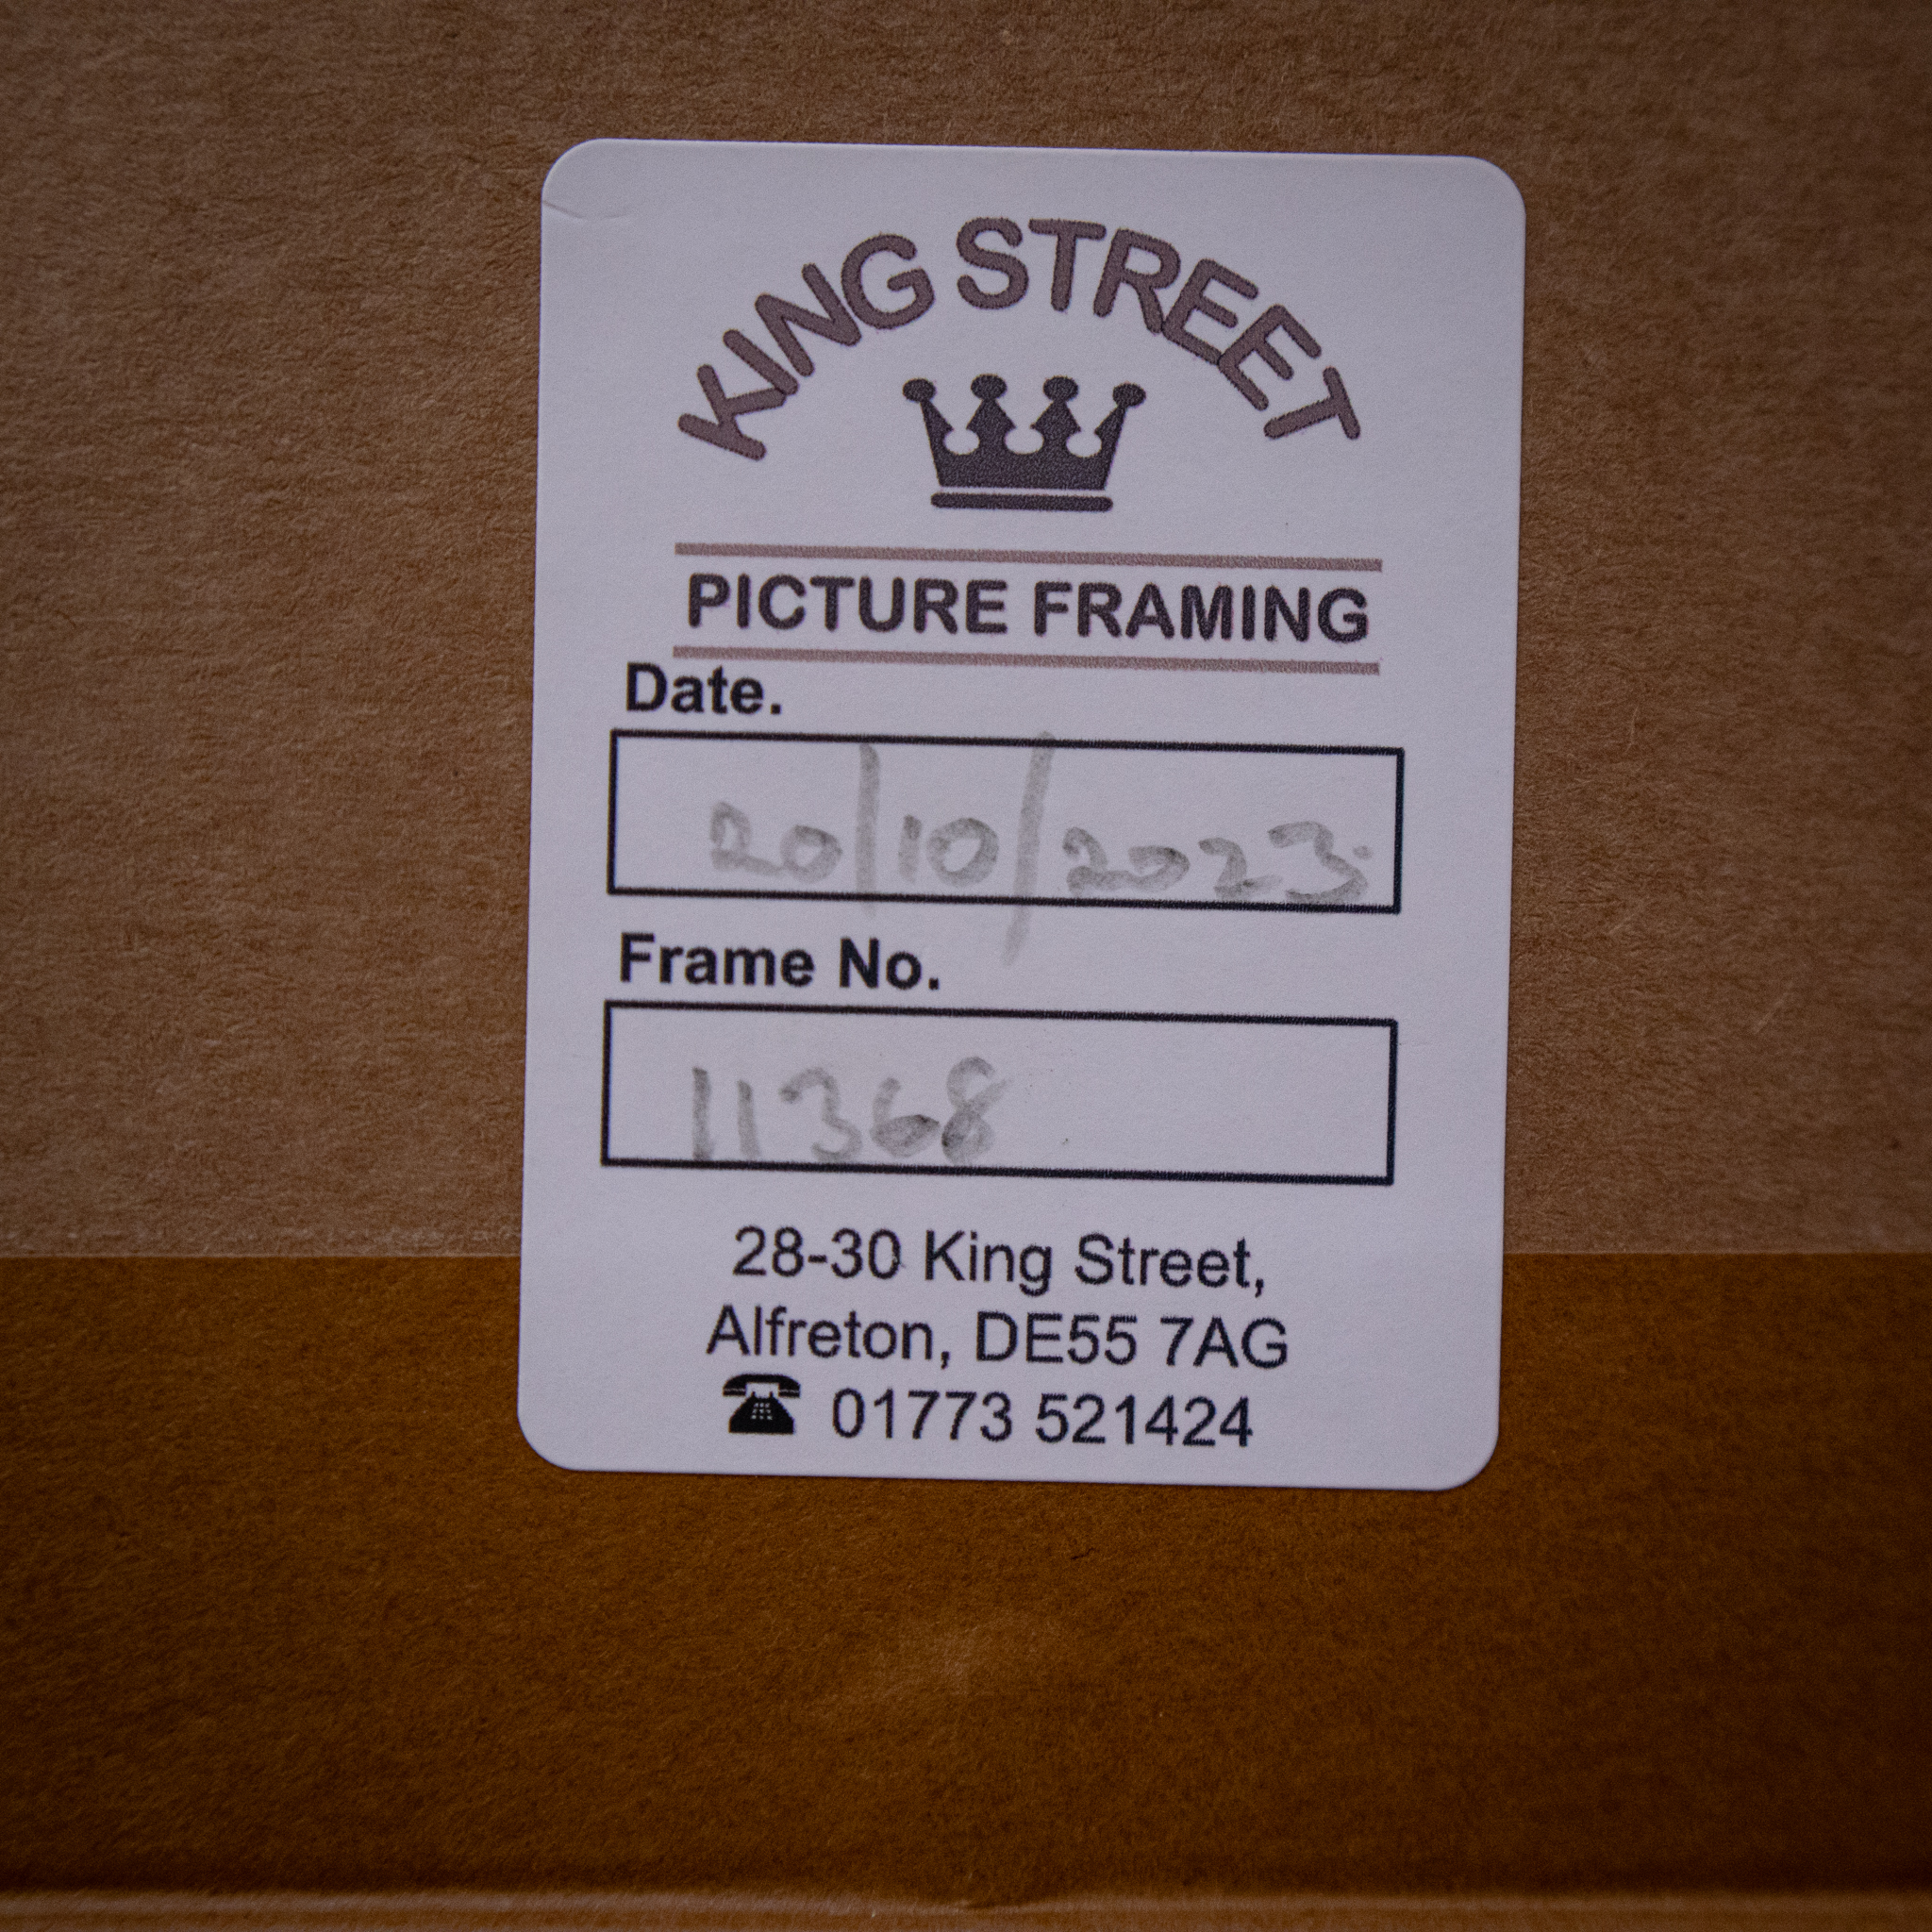 KING STREET
PICTURE FRAMING
Date.
20/10/2023
Frame No.
11368
28-30 King Street,
Alfreton, DE55 7AG
☎ 01773 521424